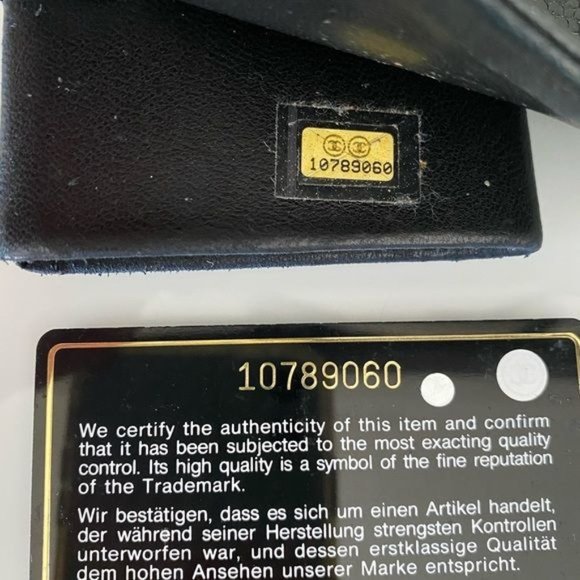 10789060
10789060
We certify the authenticity of this item and confirm
that it has been subjected to the most exacting quality
control. Its high quality is a symbol of the fine reputation
of the Trademark.
Wir bestätigen, dass es sich um einen Artikel handelt,
der während seiner Herstellung strengsten Kontrollen
unterworfen war, und dessen erstklassige Qualität
dem hohen Ansehen unserer Marke entspricht.